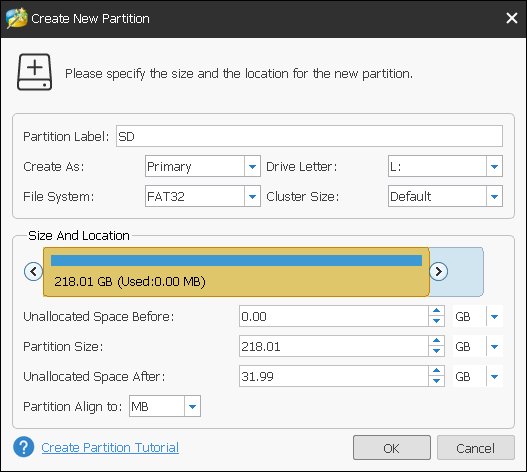 Create New Partition
Please specify the size and the location for the new partition.
Partition Label: SD
Create As: Primary Drive Letter: L:
File System: FAT32 Cluster Size: Default
Size And Location
218.01 GB (Used:0.00 MB)
Unallocated Space Before: 0.00 GB
Partition Size: 218.01 GB
Unallocated Space After: 31.99 GB
Partition Align to: MB
? Create Partition Tutorial OK Cancel